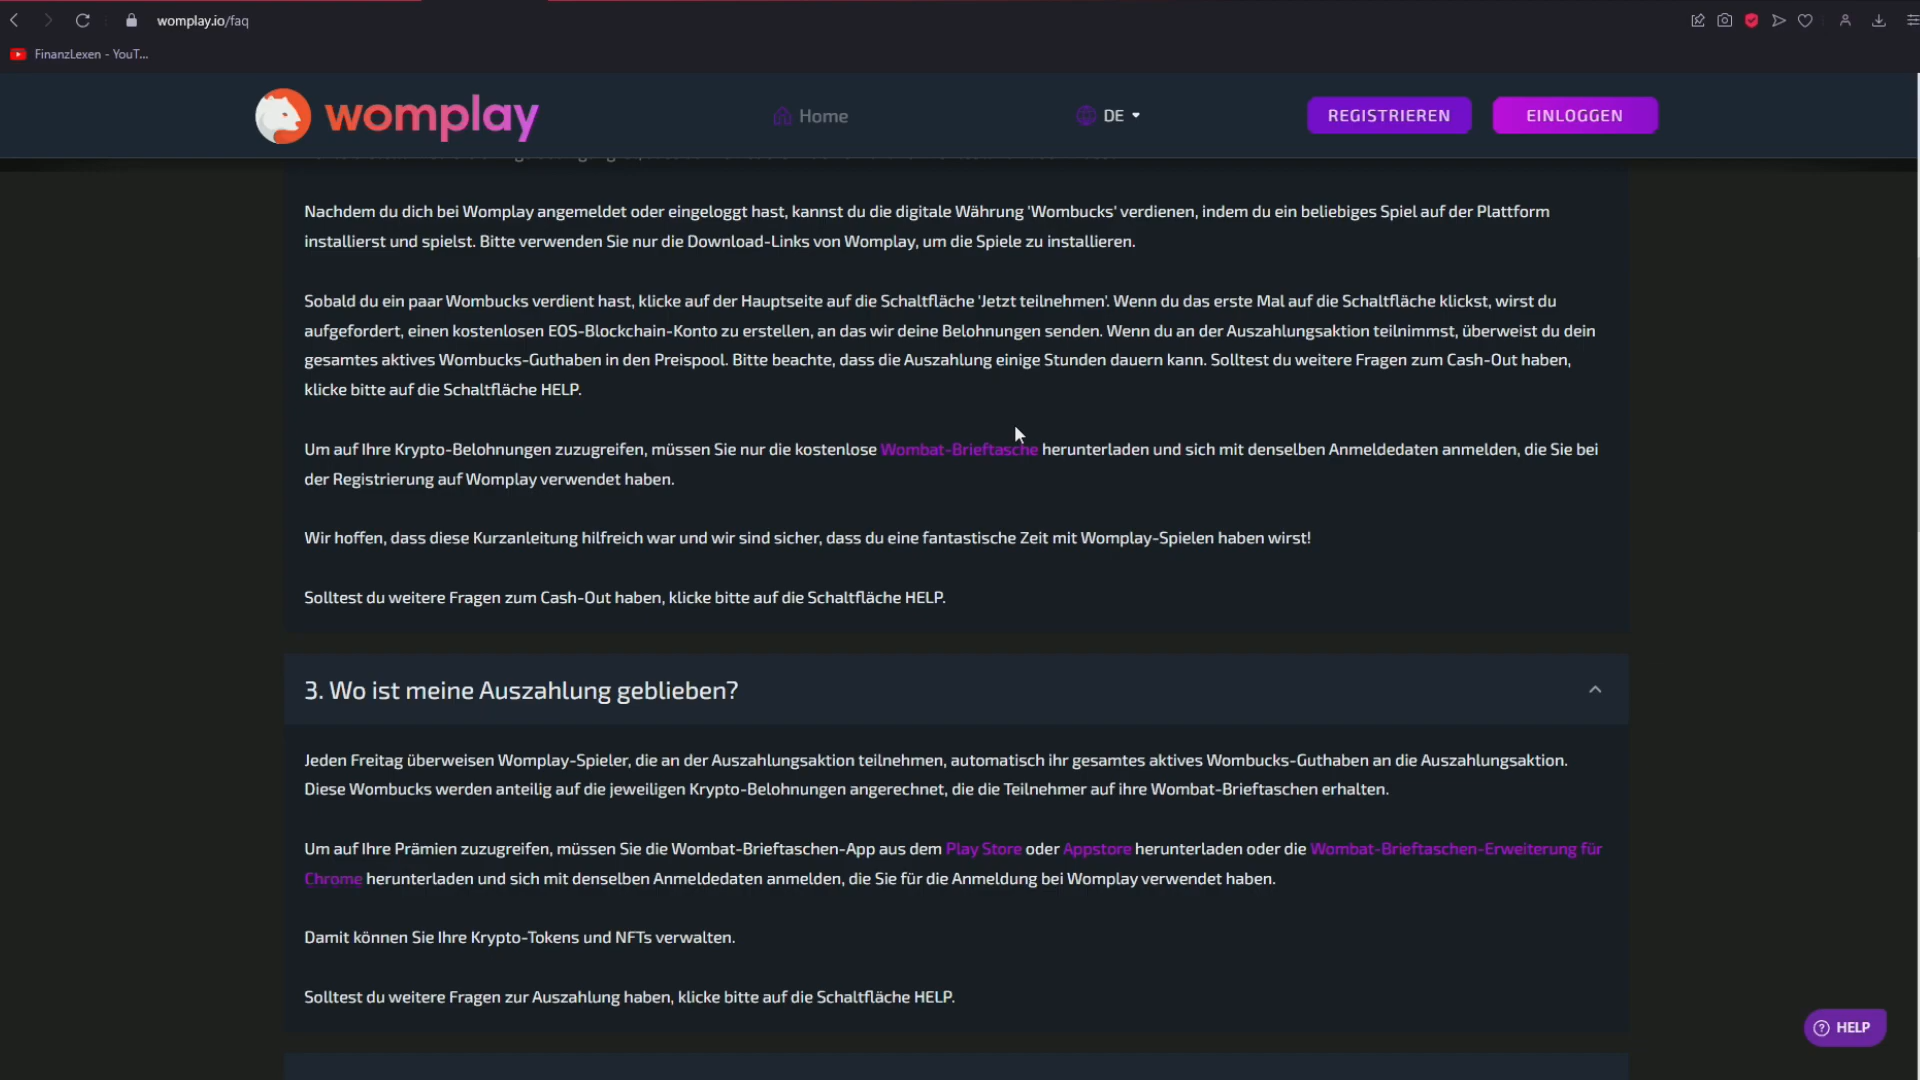 womplay.io/faq
FinanzLexen - YouT...
womplay
Home
DE
REGISTRIEREN
EINLOGGEN
Nachdem du dich bei Womplay angemeldet oder eingeloggt hast, kannst du die digitale Währung 'Wombucks' verdienen, indem du ein beliebiges Spiel auf der Plattform
installierst und spielst. Bitte verwenden Sie nur die Download-Links von Womplay, um die Spiele zu installieren.
Sobald du ein paar Wombucks verdient hast, klicke auf der Hauptseite auf die Schaltfläche 'Jetzt teilnehmen'. Wenn du das erste Mal auf die Schaltfläche klickst, wirst du
aufgefordert, einen kostenlosen EOS-Blockchain-Konto zu erstellen, an das wir deine Belohnungen senden. Wenn du an der Auszahlungsaktion teilnimmst, überweist du dein
gesamtes aktives Wombucks-Guthaben in den Preispool. Bitte beachte, dass die Auszahlung einige Stunden dauern kann. Solltest du weitere Fragen zum Cash-Out haben,
klicke bitte auf die Schaltfläche HELP.
Um auf Ihre Krypto-Belohnungen zuzugreifen, müssen Sie nur die kostenlose Wombat-Brieftasche herunterladen und sich mit denselben Anmeldedaten anmelden, die Sie bei
der Registrierung auf Womplay verwendet haben.
Wir hoffen, dass diese Kurzanleitung hilfreich war und wir sind sicher, dass du eine fantastische Zeit mit Womplay-Spielen haben wirst!
Solltest du weitere Fragen zum Cash-Out haben, klicke bitte auf die Schaltfläche HELP.
3. Wo ist meine Auszahlung geblieben?
Jeden Freitag überweisen Womplay-Spieler, die an der Auszahlungsaktion teilnehmen, automatisch ihr gesamtes aktives Wombucks-Guthaben an die Auszahlungsaktion.
Diese Wombucks werden anteilig auf die jeweiligen Krypto-Belohnungen angerechnet, die die Teilnehmer auf ihre Wombat-Brieftaschen erhalten.
Um auf Ihre Prämien zuzugreifen, müssen Sie die Wombat-Brieftaschen-App aus dem Play Store oder Appstore herunterladen oder die Wombat-Brieftaschen-Erweiterung für
Chrome herunterladen und sich mit denselben Anmeldedaten anmelden, die Sie für die Anmeldung bei Womplay verwendet haben.
Damit können Sie Ihre Krypto-Tokens und NFTs verwalten.
Solltest du weitere Fragen zur Auszahlung haben, klicke bitte auf die Schaltfläche HELP.
HELP